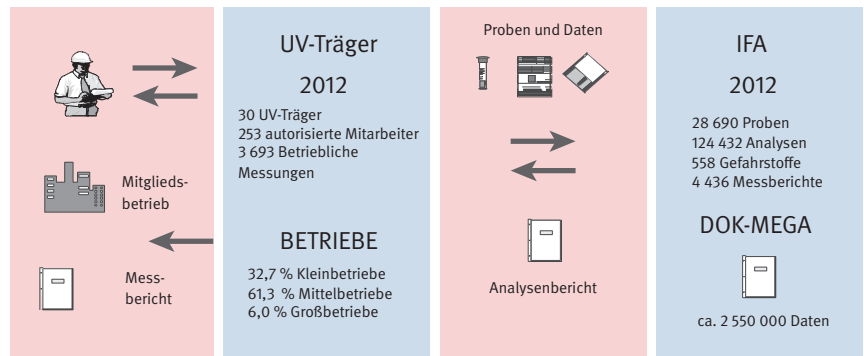 Mitglieds-
betrieb
Mess-
bericht
UV-Träger
2012
30 UV-Träger
253 autorisierte Mitarbeiter
3 693 Betriebliche
Messungen
BETRIEBE
32,7 % Kleinbetriebe
61,3 % Mittelbetriebe
6,0 % Großbetriebe
Proben und Daten
Analysenbericht
IFA
2012
28 690 Proben
124 432 Analysen
558 Gefahrstoffe
4 436 Messberichte
DOK-MEGA
ca. 2 550 000 Daten